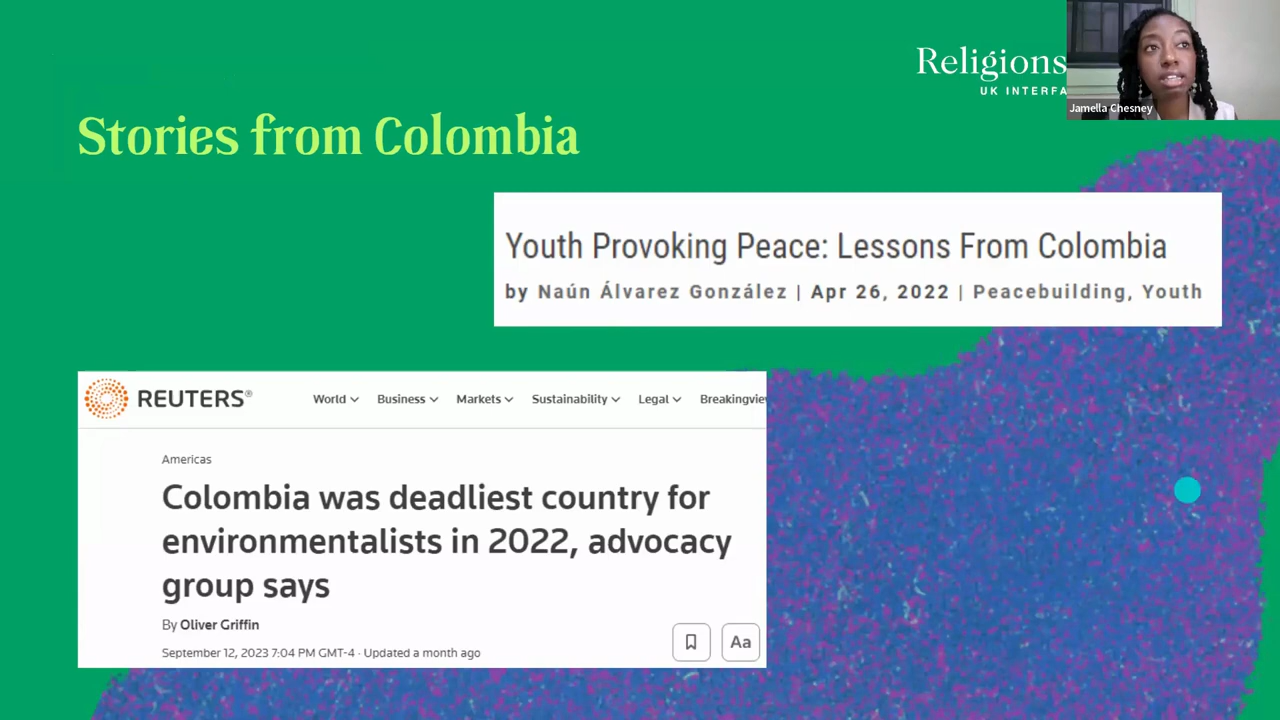 Religions
UK INTERFA
Jamella Chesney
Stories from Colombia
Youth Provoking Peace: Lessons From Colombia
by Naún Álvarez González | Apr 26, 2022 | Peacebuilding, Youth
REUTERS®
World Business Markets Sustainability Legal Breakingvie
Americas
Colombia was deadliest country for
environmentalists in 2022, advocacy
group says
By Oliver Griffin
September 12, 2023 7:04 PM GMT-4 · Updated a month ago
Aa